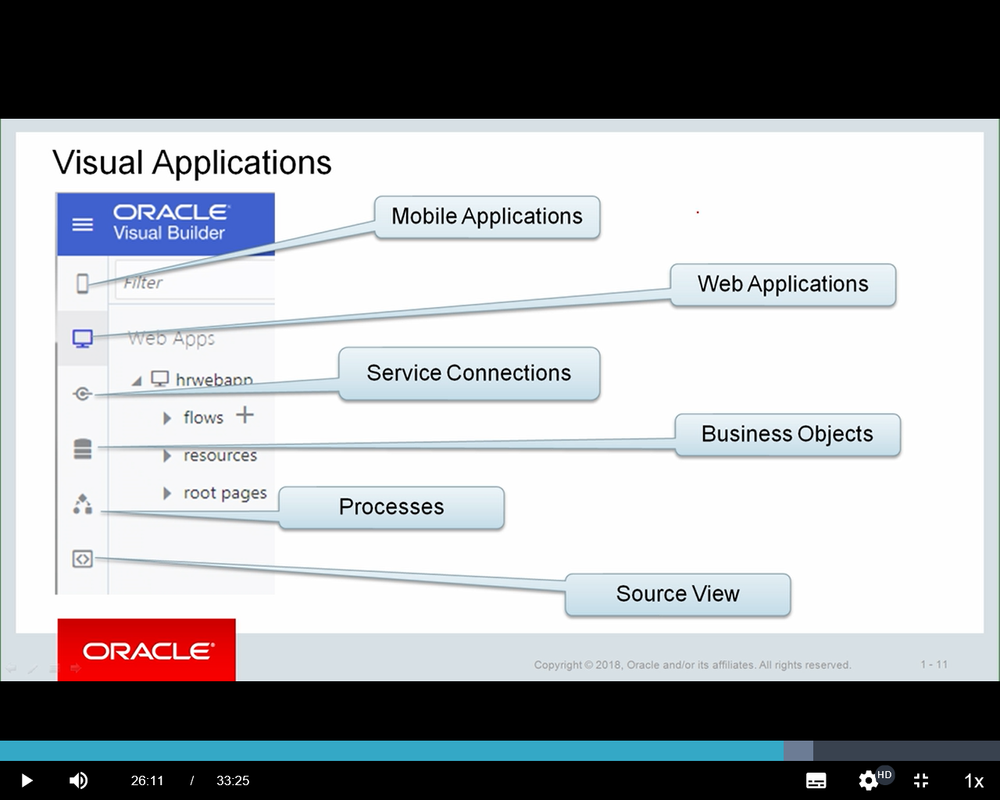 Visual Applications
ORACLE
Visual Builder
Mobile Applications
Filter
Web Applications
Web Apps
hrwebapp
Service Connections
flows
Business Objects
resources
root pages
Processes
Source View
ORACLE
Copyright © 2018, Oracle and/or its affiliates. All rights reserved.
1 - 11
26:11 / 33:25
HD
1x